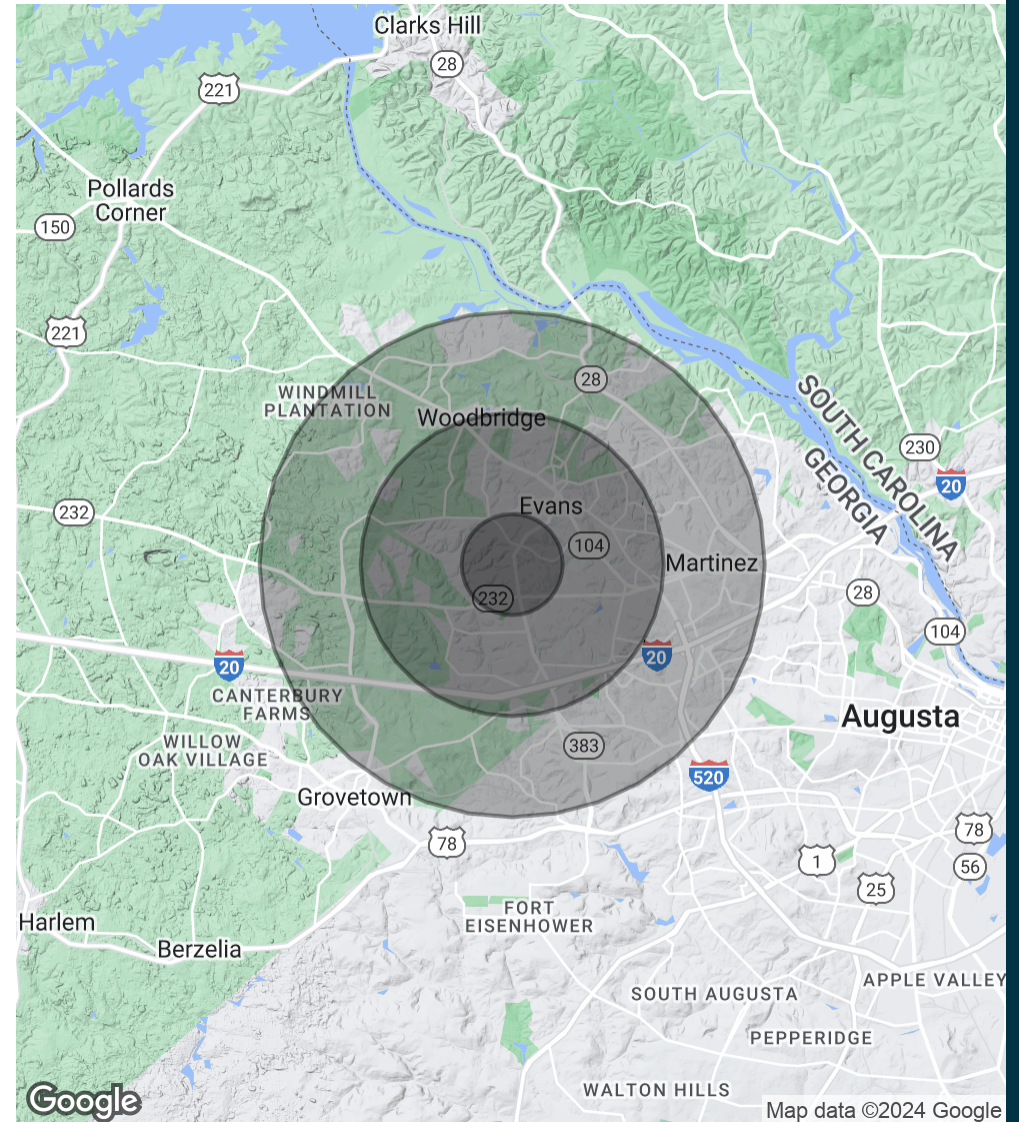 Clarks Hill
28
221
Pollards
Corner
150
221
28
WINDMILL
PLANTATION
Woodbridge
SOUTH CAROLINA
GEORGIA
230
20
232
Evans
104
Martinez
232
28
104
20
20
CANTERBURY
FARMS
WILLOW
OAK VILLAGE
Augusta
383
520
Grovetown
78
78
1
56
25
FORT
EISENHOWER
Harlem
Berzelia
SOUTH AUGUSTA
APPLE VALLEY
PEPPERIDGE
WALTON HILLS
Google
Map data ©2024 Google